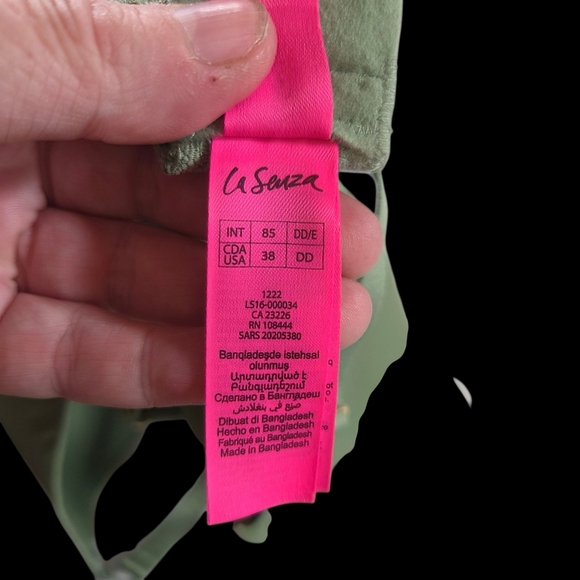 La Senza
INT 85 DD/E
CDA USA 38 DD
1222
LS16-000034
CA 23226
RN 108444
SARS 20205380
Banqladeşde istehsal
olunmuş
Արտադրված է
Բանգլադեշում
Сделано в Бангладеш
صنع في بنغلادش
Dibuat di Bangladesh
Hecho en Bangladesh
Fabriqué au Bangladesh
Made in Bangladesh